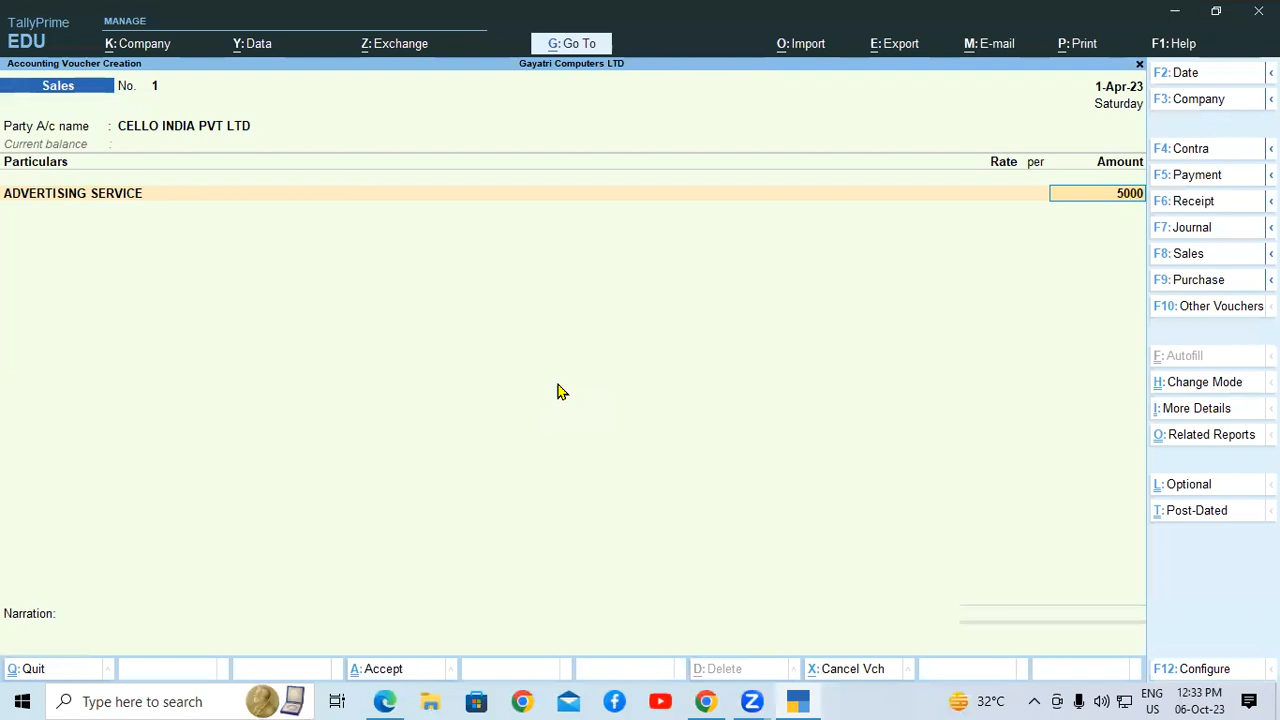 TallyPrime
EDU
MANAGE
K: Company
Y: Data
Z: Exchange
G: Go To
O: Import
E: Export
M: E-mail
P: Print
F1: Help
Accounting Voucher Creation
Gayatri Computers LTD
Sales
No. 1
1-Apr-23
Saturday
Party A/c name : CELLO INDIA PVT LTD
Current balance :
Particulars
Rate per
Amount
ADVERTISING SERVICE
5000
Narration:
F2: Date
F3: Company
F4: Contra
F5: Payment
F6: Receipt
F7: Journal
F8: Sales
F9: Purchase
F10: Other Vouchers
F: Autofill
H: Change Mode
I: More Details
O: Related Reports
L: Optional
T: Post-Dated
F12: Configure
Q: Quit
A: Accept
D: Delete
X: Cancel Vch
Type here to search
32°C
ENG
US
12:33 PM
06-Oct-23